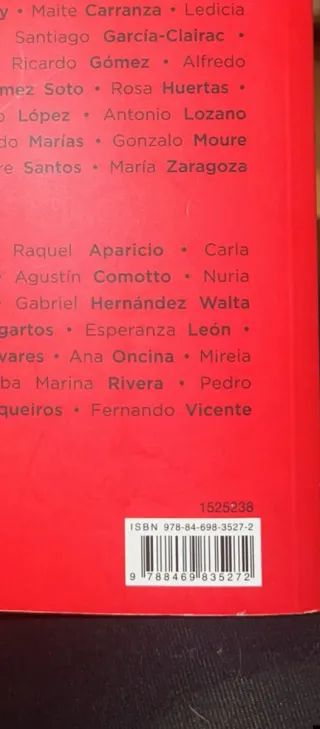 y • Maite Carranza • Ledicia
Santiago García-Clairac •
Ricardo Gómez • Alfredo
mez Soto • Rosa Huertas •
o López • Antonio Lozano
do Marías • Gonzalo Moure
re Santos • María Zaragoza
Raquel Aparicio • Carla
• Agustín Comotto • Nuria
• Gabriel Hernández Walta
gartos • Esperanza León •
vares • Ana Oncina • Mireia
ba Marina Rivera • Pedro
queiros • Fernando Vicente
1525238
ISBN 978-84-698-3527-2
9 788469 835272